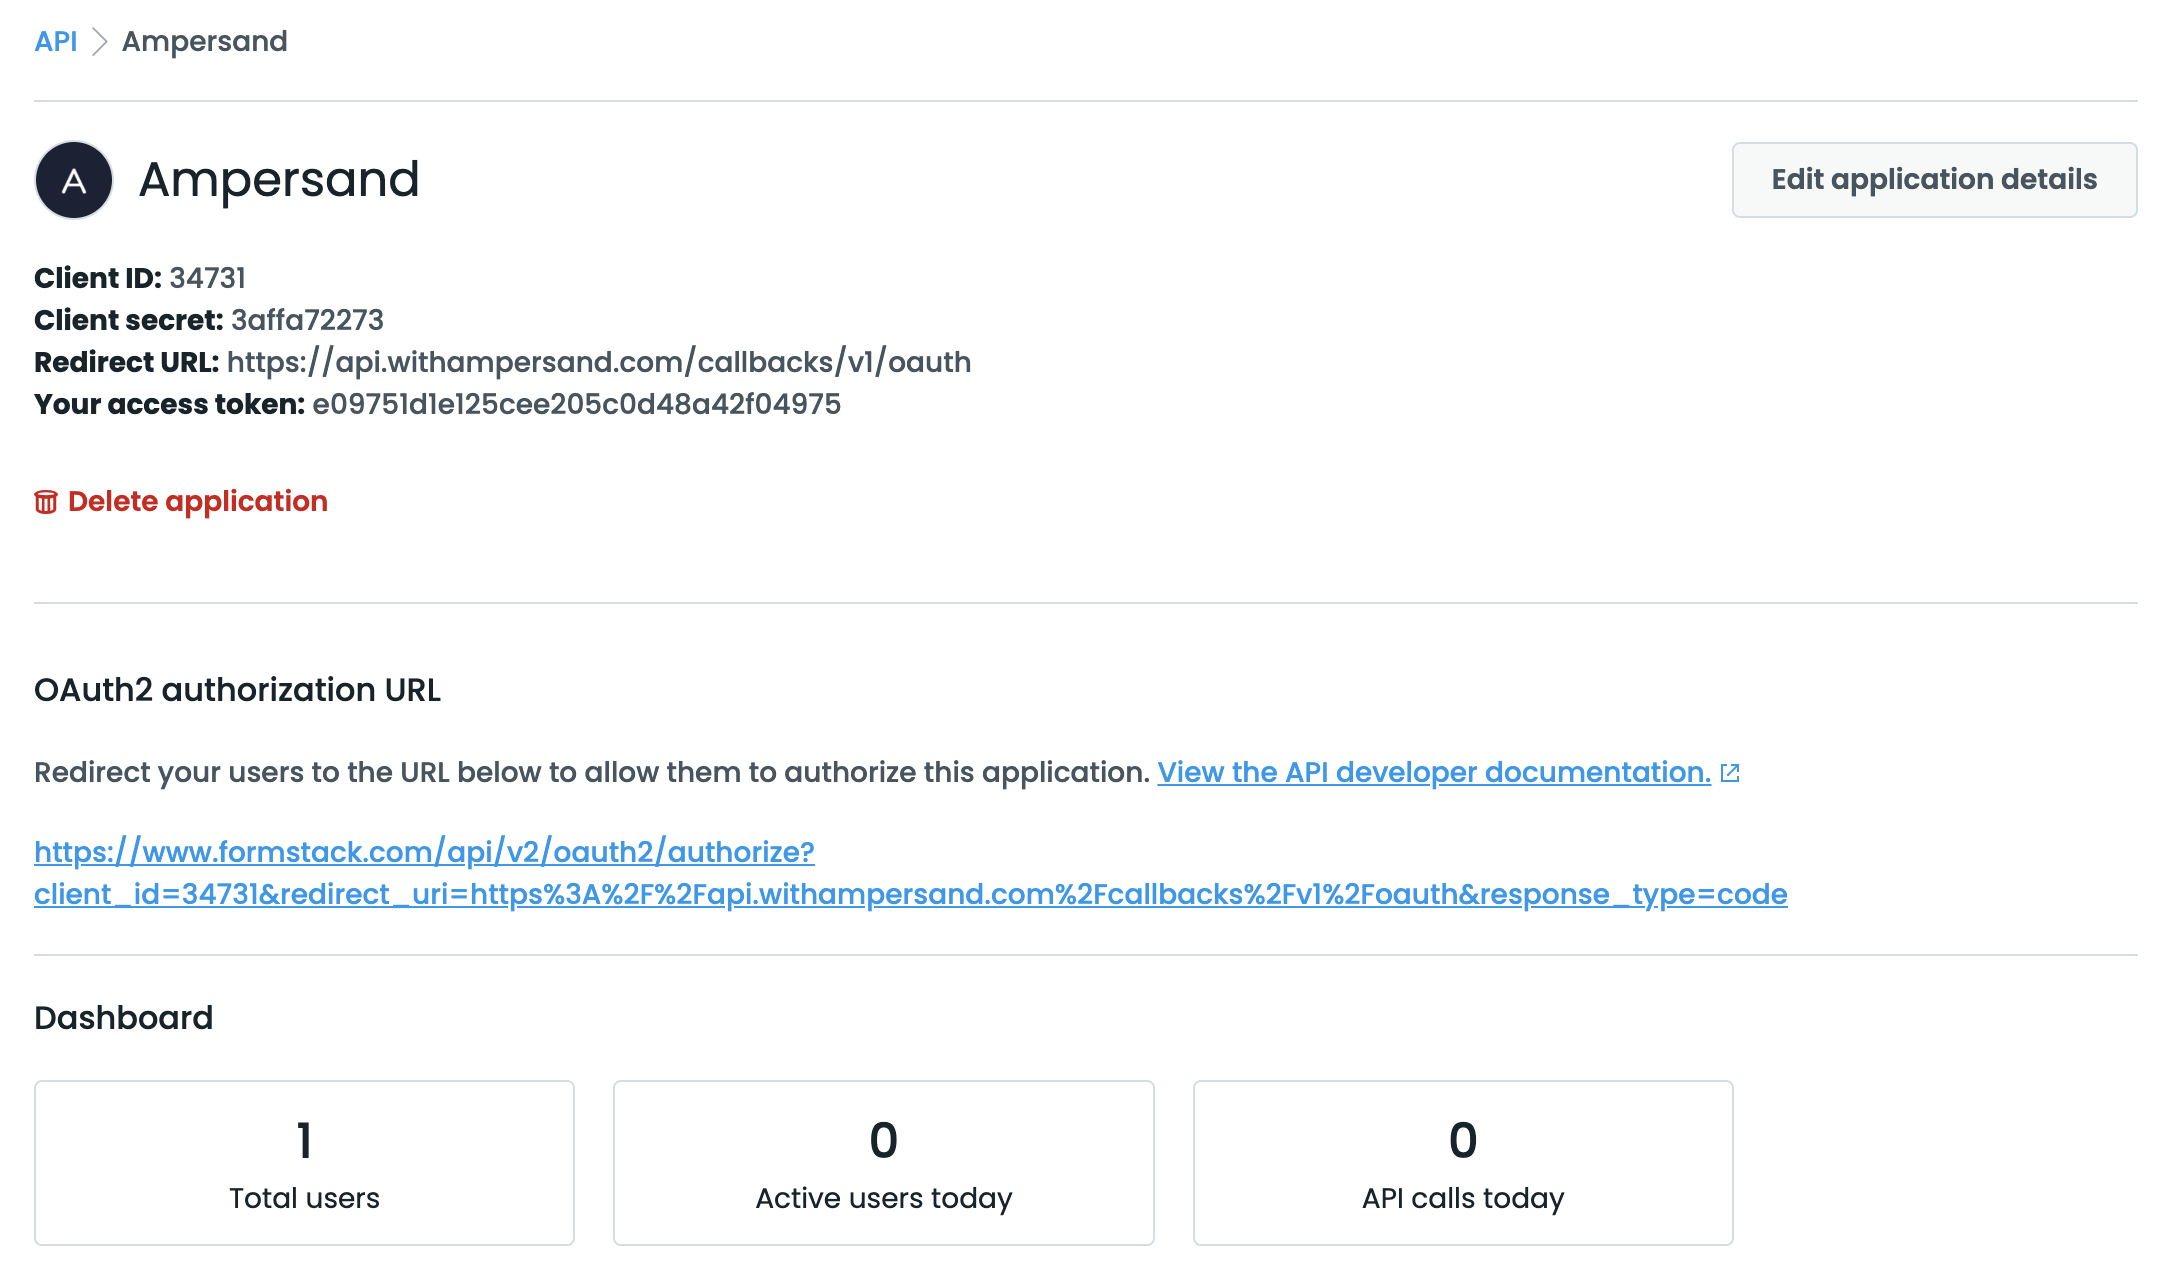 API > Ampersand
A
Ampersand
Edit application details
Client ID: 34731
Client secret: 3affa72273
Redirect URL: https://api.withampersand.com/callbacks/v1/oauth
Your access token: e09751d1e125cee205c0d48a42f04975
Delete application
OAuth2 authorization URL
Redirect your users to the URL below to allow them to authorize this application. View the API developer documentation.
https://www.formstack.com/api/v2/oauth2/authorize?
client_id=34731&redirect_uri=https%3A%2F%2Fapi.withampersand.com%2Fcallbacks%2Fv1%2Foauth&response_type=code
Dashboard
1
Total users
0
Active users today
0
API calls today